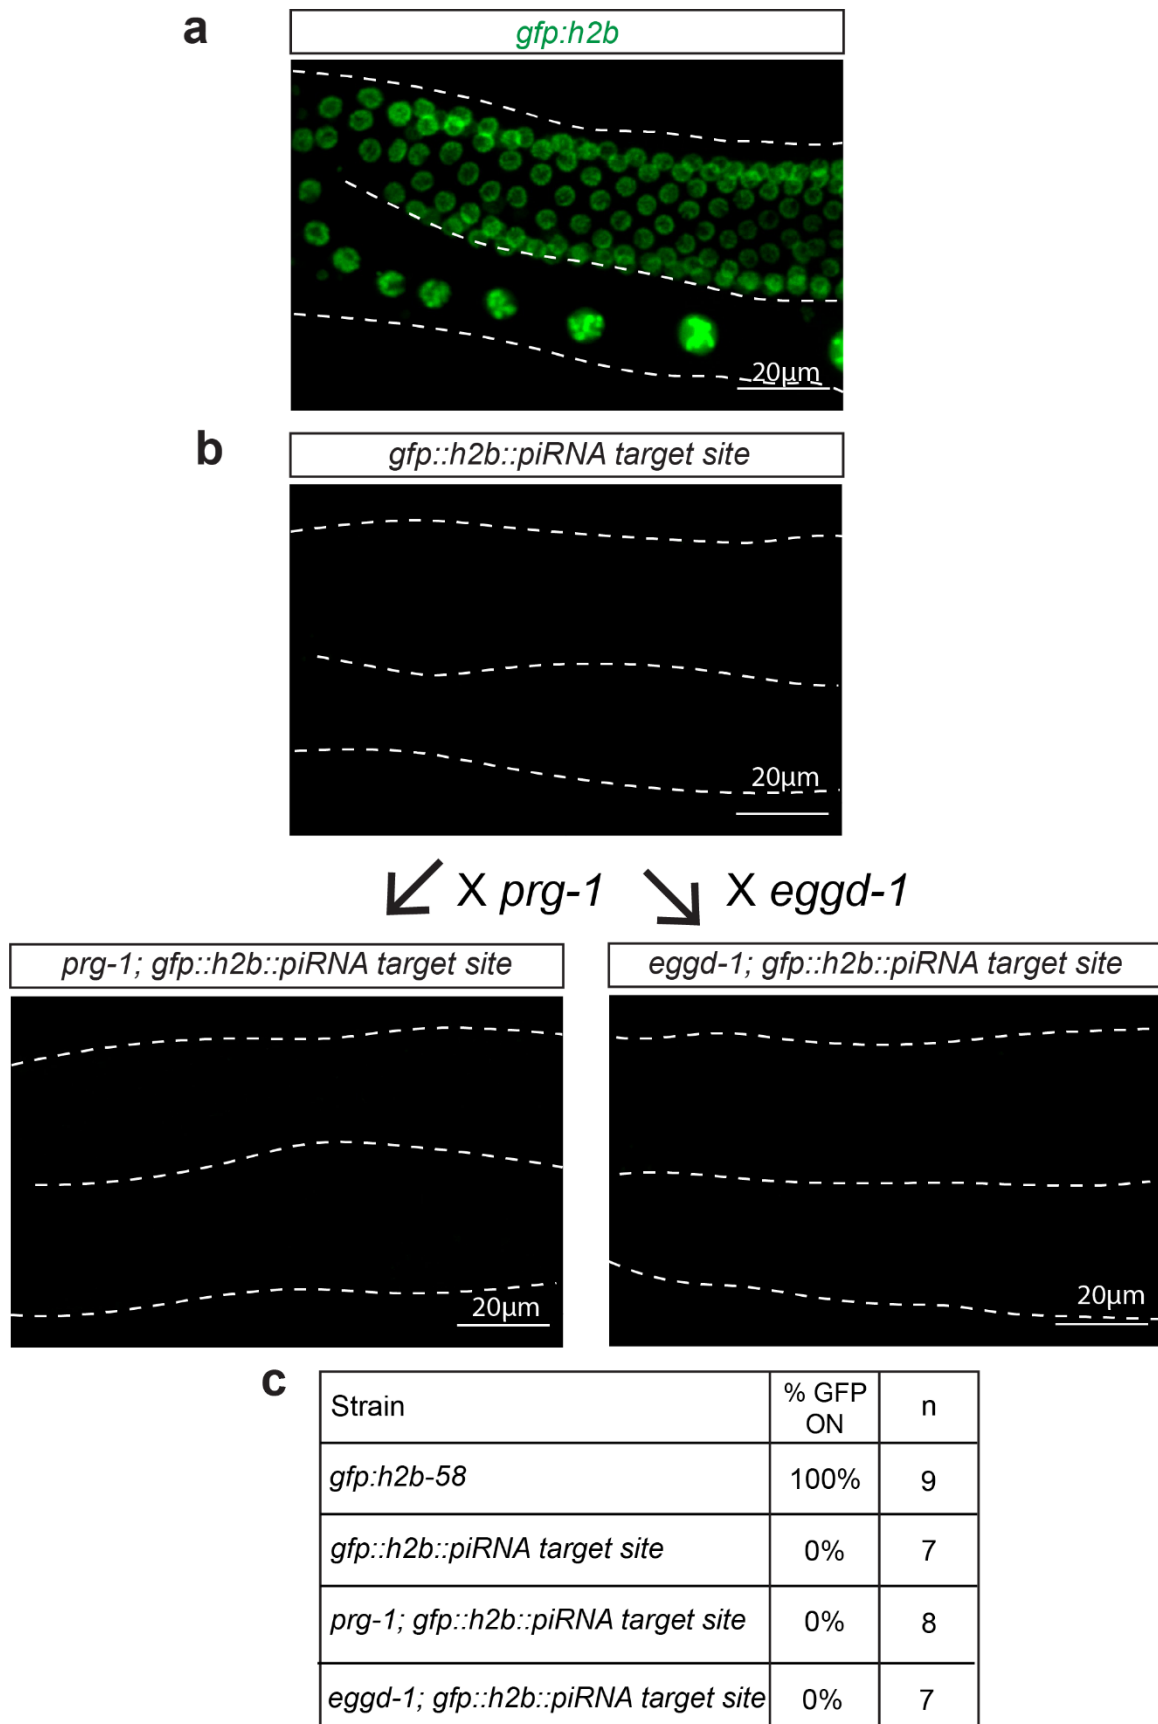 a
gfp:h2b
20µm
b
gfp::h2b::piRNA target site
20µm
X prg-1
X eggd-1
prg-1; gfp::h2b::piRNA target site
eggd-1; gfp::h2b::piRNA target site
20µm
20µm
c
Strain % GFP ON n
gfp:h2b-58 100% 9
gfp::h2b::piRNA target site 0% 7
prg-1; gfp::h2b::piRNA target site 0% 8
eggd-1; gfp::h2b::piRNA target site 0% 7